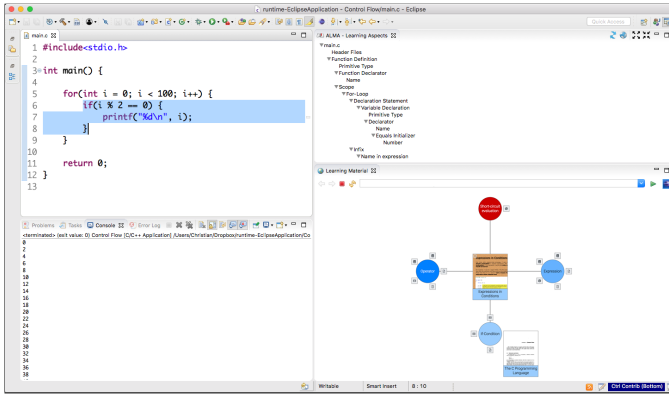 runtime-EclipseApplication - Control Flow/main.c - Eclipse
Quick Access
main.c
1 #include<stdio.h>
2
3 int main() {
4
5 for(int i = 0; i < 100; i++) {
6 if(i % 2 == 0) {
7 printf("%d\n", i);
8 }
9 }
10
11 return 0;
12 }
13
ALMA - Learning Aspects
main.c
Header Files
Function Definition
Primitive Type
Function Declarator
Name
Scope
For-Loop
Declaration Statement
Variable Declaration
Primitive Type
Declarator
Name
Equals Initializer
Number
Infix
Name in expression
Learning Material
Short-circuit
evaluation
Operator
Expressions in
Conditions
Expression
If-Condition
The C Programming
Language
Problems Tasks Console Error Log
<terminated> (exit value: 0) Control Flow [C/C++ Application] /Users/Christian/Dropbox/runtime-EclipseApplication/Co
0
2
4
6
8
10
12
14
16
18
20
22
24
26
28
30
32
34
36
38
Writable Smart Insert 8 : 10 Ctrl Contrib (Bottom)